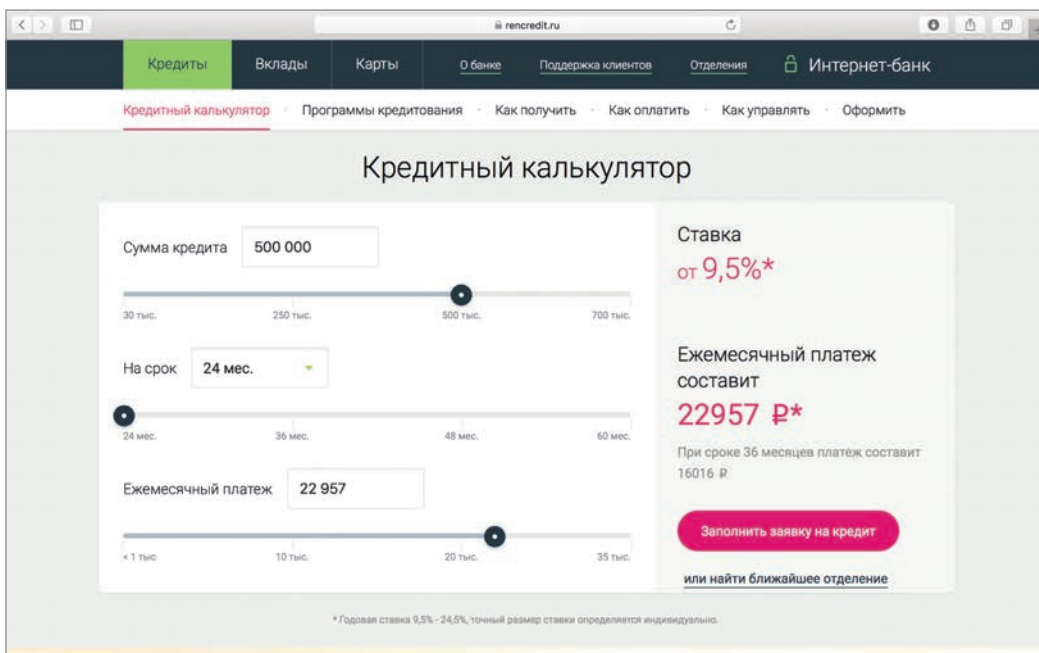 rencredit.ru
Кредиты Вклады Карты О банке Поддержка клиентов Отделения Интернет-банк
Кредитный калькулятор · Программы кредитования · Как получить · Как оплатить · Как управлять · Оформить
Кредитный калькулятор
Сумма кредита 500 000
30 тыс. 250 тыс. 500 тыс. 700 тыс.
На срок 24 мес.
24 мес. 36 мес. 48 мес. 60 мес.
Ежемесячный платеж 22 957
< 1 тыс 10 тыс. 20 тыс. 35 тыс.
Ставка
от 9,5%*
Ежемесячный платеж
составит
22957 ₽*
При сроке 36 месяцев платеж составит
16016 ₽
Заполнить заявку на кредит
или найти ближайшее отделение
* Годовая ставка 9,5% - 24,5%, точный размер ставки определяется индивидуально.